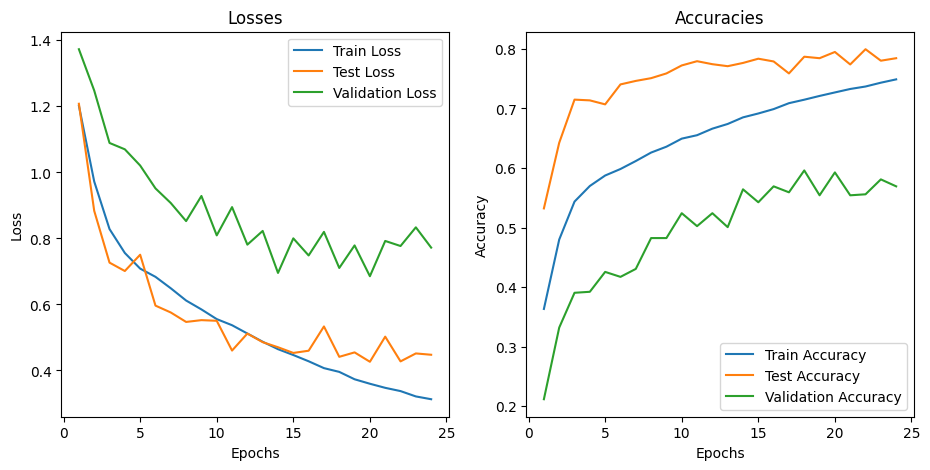 Losses
1.4
1.2
1.0
0.8
0.6
0.4
Loss
0
5
10
15
20
25
Epochs
Train Loss
Test Loss
Validation Loss
Accuracies
0.8
0.7
0.6
0.5
0.4
0.3
0.2
Accuracy
0
5
10
15
20
25
Epochs
Train Accuracy
Test Accuracy
Validation Accuracy